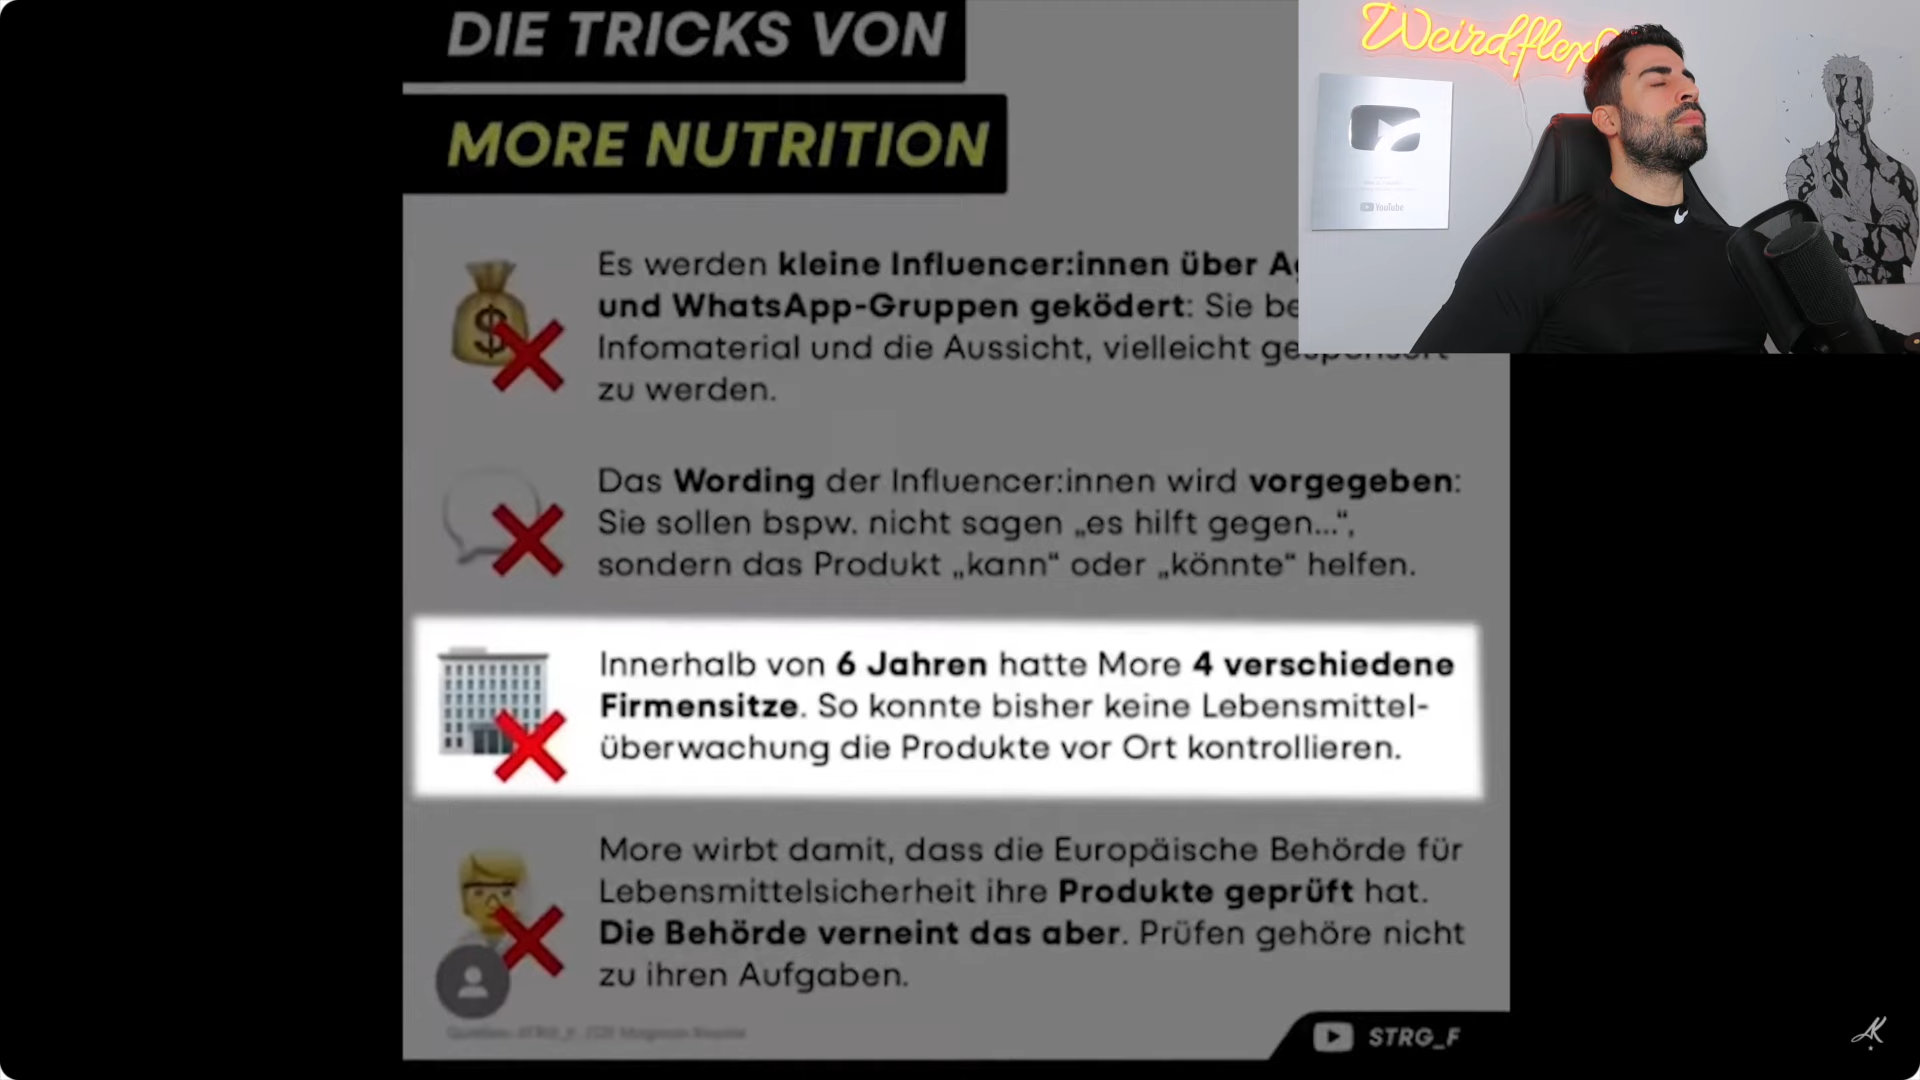 DIE TRICKS VON
MORE NUTRITION
Weirdflex
YouTube
Es werden kleine Influencer:innen über
und WhatsApp-Gruppen geködert: Sie
Infomaterial und die Aussicht, vielleicht gesponsert
zu werden.
Das Wording der Influencer:innen wird vorgegeben:
Sie sollen bspw. nicht sagen „es hilft gegen...“,
sondern das Produkt „kann“ oder „könnte“ helfen.
Innerhalb von 6 Jahren hatte More 4 verschiedene
Firmensitze. So konnte bisher keine Lebensmittel-
überwachung die Produkte vor Ort kontrollieren.
More wirbt damit, dass die Europäische Behörde für
Lebensmittelsicherheit ihre Produkte geprüft hat.
Die Behörde verneint das aber. Prüfen gehöre nicht
zu ihren Aufgaben.
STRG_F
AK